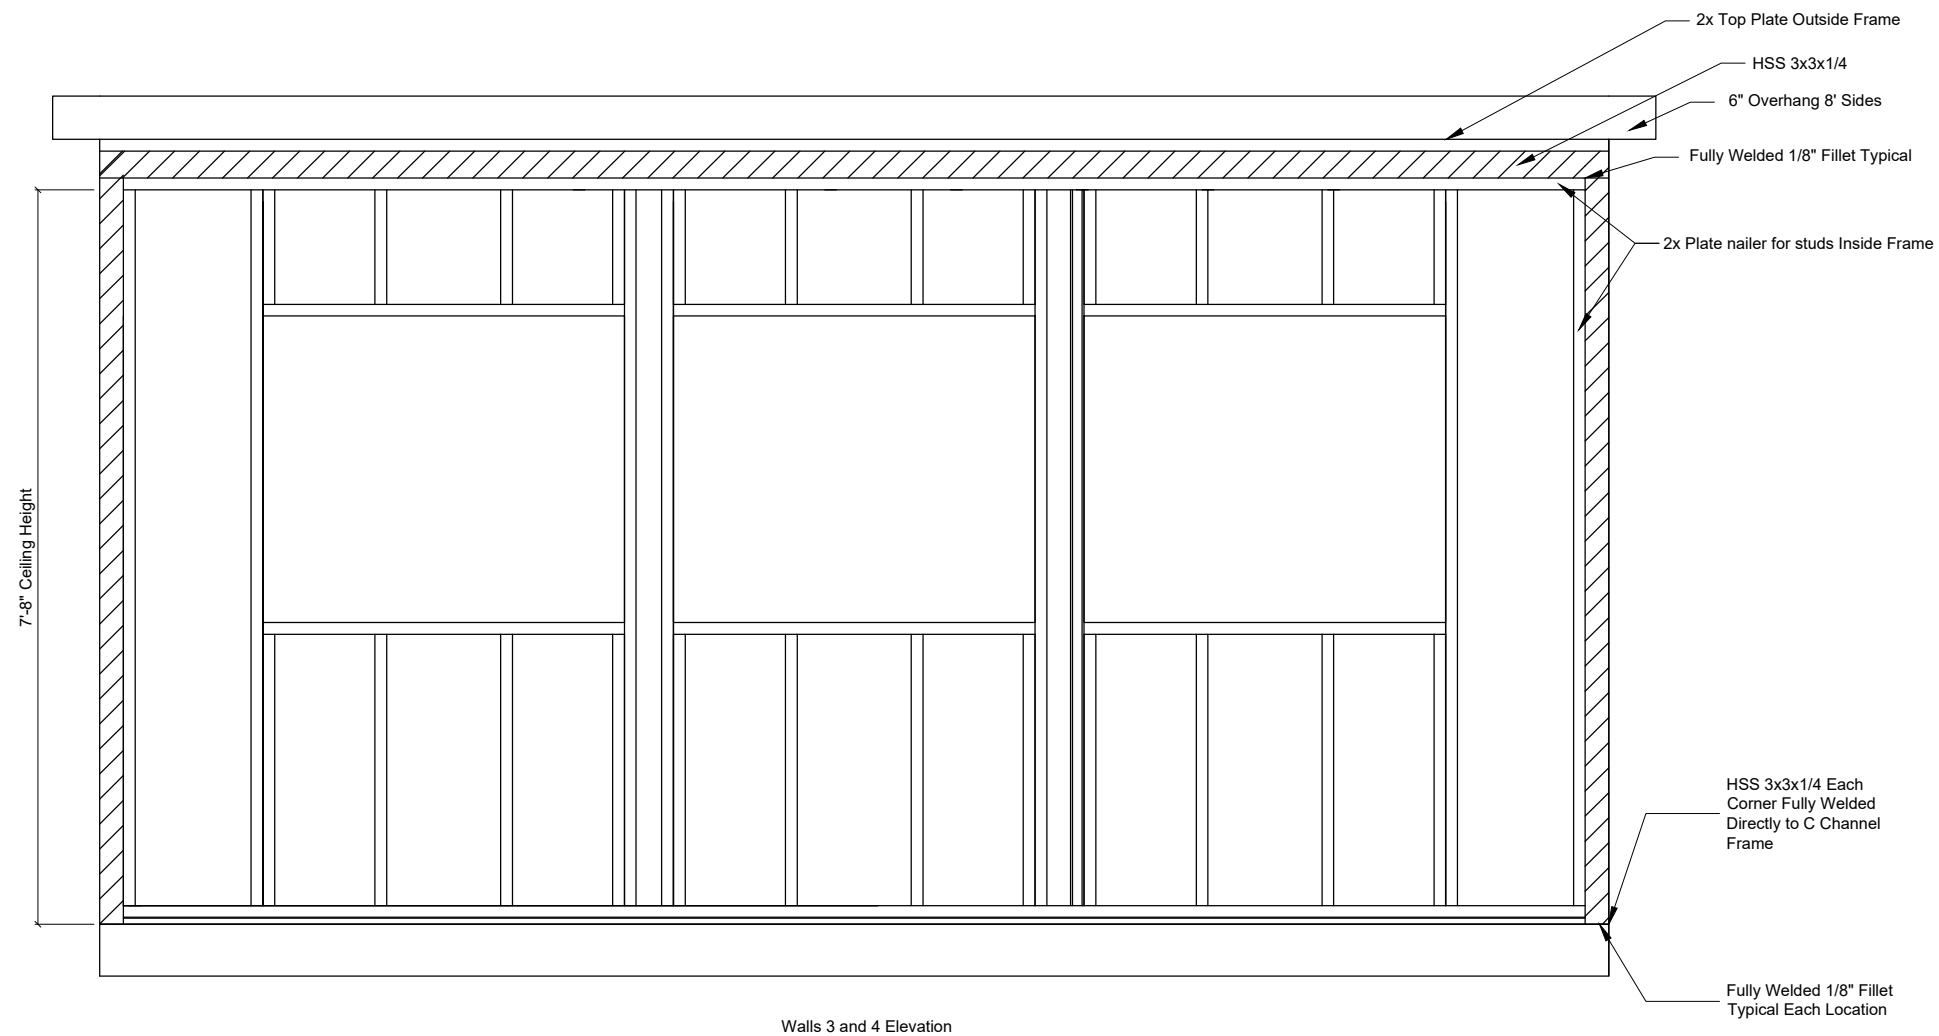 2x Top Plate Outside Frame
HSS 3x3x1/4
6" Overhang 8' Sides
Fully Welded 1/8" Fillet Typical
2x Plate nailer for studs Inside Frame
7'-8" Ceiling Height
HSS 3x3x1/4 Each
Corner Fully Welded
Directly to C Channel
Frame
Fully Welded 1/8" Fillet
Typical Each Location
Walls 3 and 4 Elevation